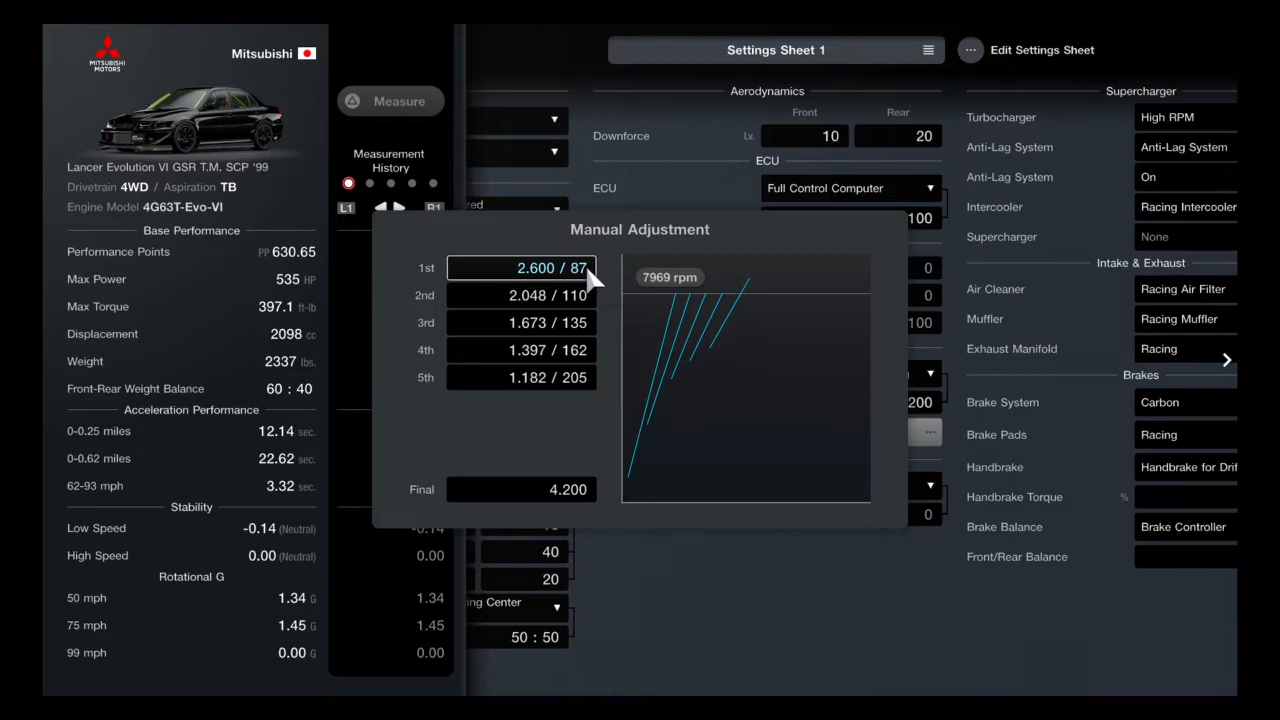 MITSUBISHI
MOTORS
Mitsubishi
Lancer Evolution VI GSR T.M. SCP '99
Drivetrain 4WD / Aspiration TB
Engine Model 4G63T-Evo-VI
Base Performance
Performance Points PP 630.65
Max Power 535 HP
Max Torque 397.1 ft-lb
Displacement 2098 cc
Weight 2337 lbs.
Front-Rear Weight Balance 60 : 40
Acceleration Performance
0-0.25 miles 12.14 sec.
0-0.62 miles 22.62 sec.
62-93 mph 3.32 sec.
Stability
Low Speed -0.14 (Neutral)
High Speed 0.00 (Neutral)
Rotational G
50 mph 1.34 G
75 mph 1.45 G
99 mph 0.00 G
Measure
Measurement
History
L1 R1
-0.14
0.00
1.34
1.45
0.00
Settings Sheet 1
Edit Settings Sheet
Manual Adjustment
1st 2.600 / 87
2nd 2.048 / 110
3rd 1.673 / 135
4th 1.397 / 162
5th 1.182 / 205
Final 4.200
7969 rpm
40
20
ing Center
50 : 50
Aerodynamics
Front Rear
Downforce Lv. 10 20
ECU
ECU Full Control Computer
100
0
0
100
200
0
Supercharger
Turbocharger High RPM
Anti-Lag System Anti-Lag System
Anti-Lag System On
Intercooler Racing Intercooler
Supercharger None
Intake & Exhaust
Air Cleaner Racing Air Filter
Muffler Racing Muffler
Exhaust Manifold Racing
Brakes
Brake System Carbon
Brake Pads Racing
Handbrake Handbrake for Drif
Handbrake Torque %
Brake Balance Brake Controller
Front/Rear Balance